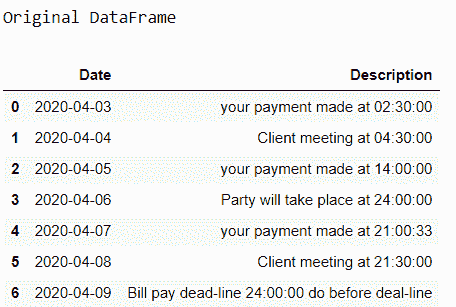 Original DataFrame
Date Description
0 2020-04-03 your payment made at 02:30:00
1 2020-04-04 Client meeting at 04:30:00
2 2020-04-05 your payment made at 14:00:00
3 2020-04-06 Party will take place at 24:00:00
4 2020-04-07 your payment made at 21:00:33
5 2020-04-08 Client meeting at 21:30:00
6 2020-04-09 Bill pay dead-line 24:00:00 do before deal-line